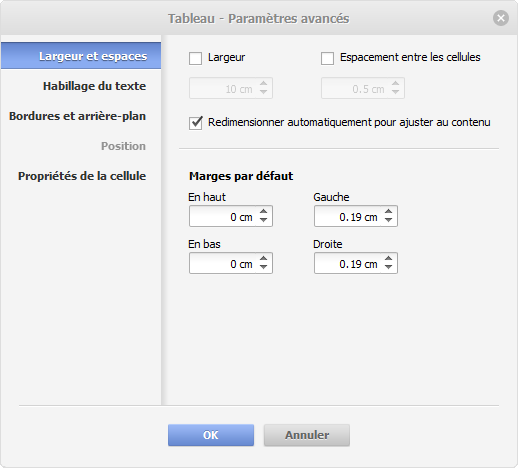 Tableau - Paramètres avancés
Largeur et espaces
Habillage du texte
Bordures et arrière-plan
Position
Propriétés de la cellule
Largeur
Espacement entre les cellules
10 cm
0.5 cm
Redimensionner automatiquement pour ajuster au contenu
Marges par défaut
En haut
Gauche
0 cm
0.19 cm
En bas
Droite
0 cm
0.19 cm
OK
Annuler